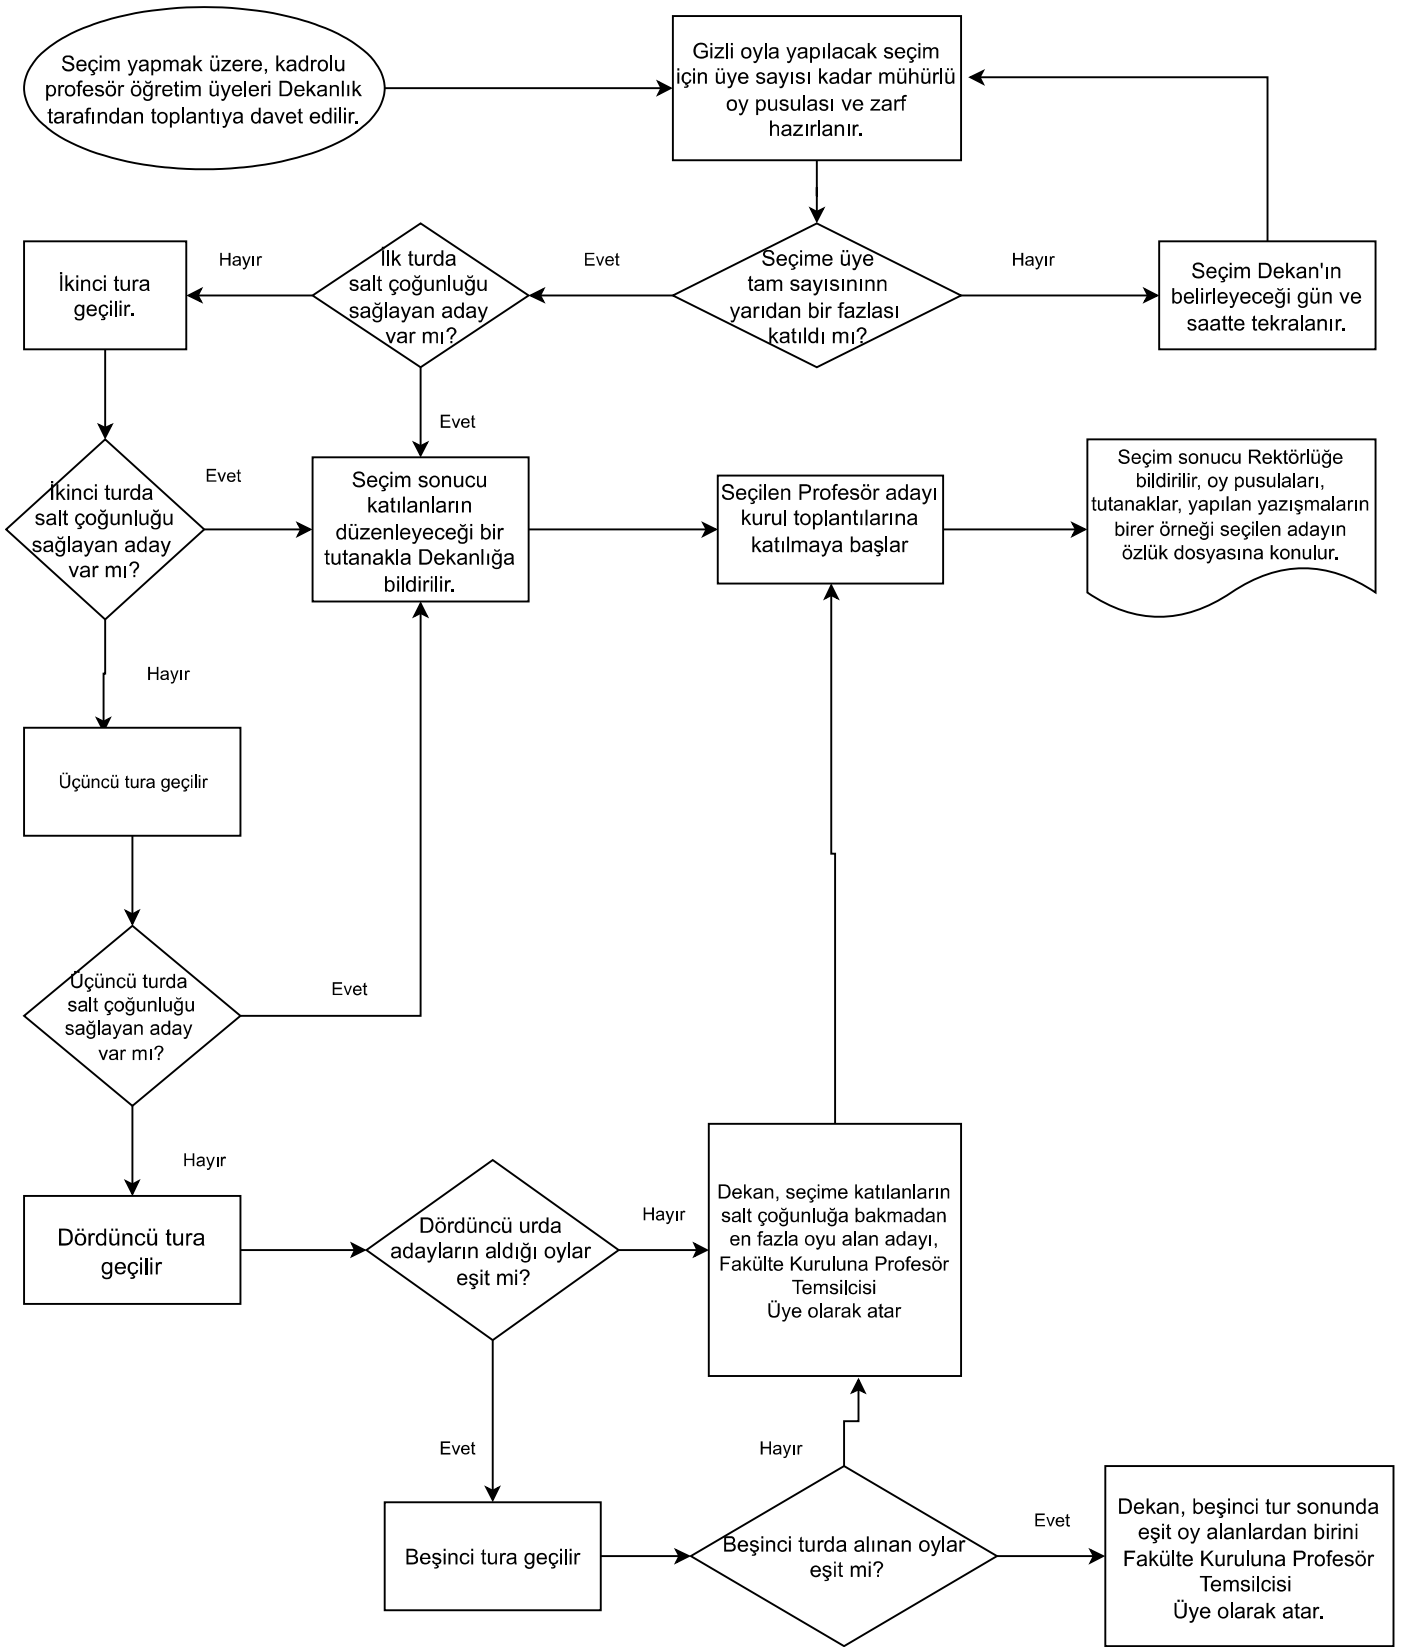 Seçim yapmak üzere, kadrolu
profesör öğretim üyeleri Dekanlık
tarafından toplantıya davet edilir.
Gizli oyla yapılacak seçim
için üye sayısı kadar mühürlü
oy pusulası ve zarf
hazırlanır.
İkinci tura
geçilir.
Hayır
İlk turda
salt çoğunluğu
sağlayan aday
var mı?
Evet
Seçime üye
tam sayısınınn
yarıdan bir fazlası
katıldı mı?
Hayır
Seçim Dekan'ın
belirleyeceği gün ve
saatte tekralanır.
Evet
İkinci turda
salt çoğunluğu
sağlayan aday
var mı?
Evet
Seçim sonucu
katılanların
düzenleyeceği bir
tutanakla Dekanlığa
bildirilir.
Seçilen Profesör adayı
kurul toplantılarına
katılmaya başlar
Seçim sonucu Rektörlüğe
bildirilir, oy pusulaları,
tutanaklar, yapılan yazışmaların
birer örneği seçilen adayın
özlük dosyasına konulur.
Hayır
Üçüncü tura geçilir
Üçüncü turda
salt çoğunluğu
sağlayan aday
var mı?
Evet
Hayır
Dördüncü tura
geçilir
Dördüncü urda
adayların aldığı oylar
eşit mi?
Hayır
Dekan, seçime katılanların
salt çoğunluğa bakmadan
en fazla oyu alan adayı,
Fakülte Kuruluna Profesör
Temsilcisi
Üye olarak atar
Evet
Hayır
Beşinci tura geçilir
Beşinci turda alınan oylar
eşit mi?
Evet
Dekan, beşinci tur sonunda
eşit oy alanlardan birini
Fakülte Kuruluna Profesör
Temsilcisi
Üye olarak atar.